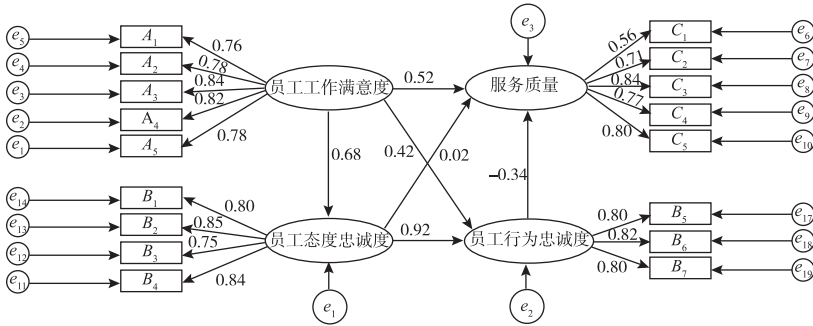 e₃
e₅ A₁ 0.76 0.56 C₁ e₆
e₄ A₂ 0.78 0.71 C₂ e₇
e₃ A₃ 0.84 员工工作满意度 0.52 服务质量 0.84 C₃ e₈
e₂ A₄ 0.82 0.77 C₄ e₉
e₁ A₅ 0.78 0.80 C₅ e₁₀
0.68 0.42 0.02 −0.34
e₁₄ B₁ 0.80
e₁₃ B₂ 0.85 0.80 B₅ e₁₇
e₁₂ B₃ 0.75 员工态度忠诚度 0.92 员工行为忠诚度 0.82 B₆ e₁₈
e₁₁ B₄ 0.84 0.80 B₇ e₁₉
e₁ e₂